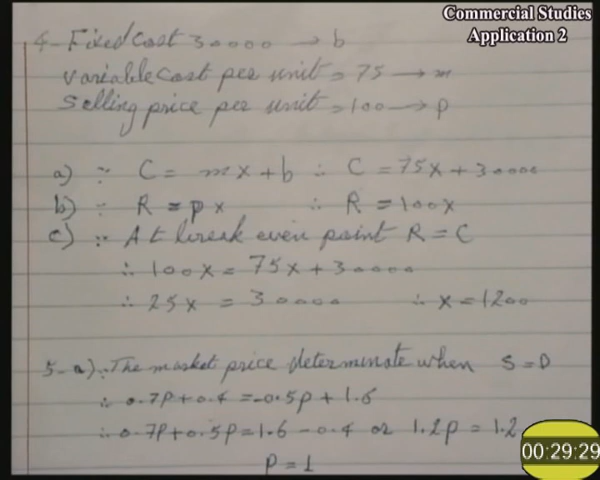 Commercial Studies
Application 2
4- Fixed cost 30000 → b
Variable cost per unit = 75 → m
Selling price per unit = 100 → p
a) ∵ C = mx + b ∴ C = 75x + 30000
b) ∵ R = px ∴ R = 100x
c) ∵ At break even point R = C
∴ 100x = 75x + 30000
∴ 25x = 30000 ∴ x = 1200
5- a) ∵ The market price determinate when S = D
∴ 0.7P + 0.4 = -0.5P + 1.6
∴ 0.7P + 0.5P = 1.6 - 0.4 or 1.2P = 1.2
P = 1
00:29:29